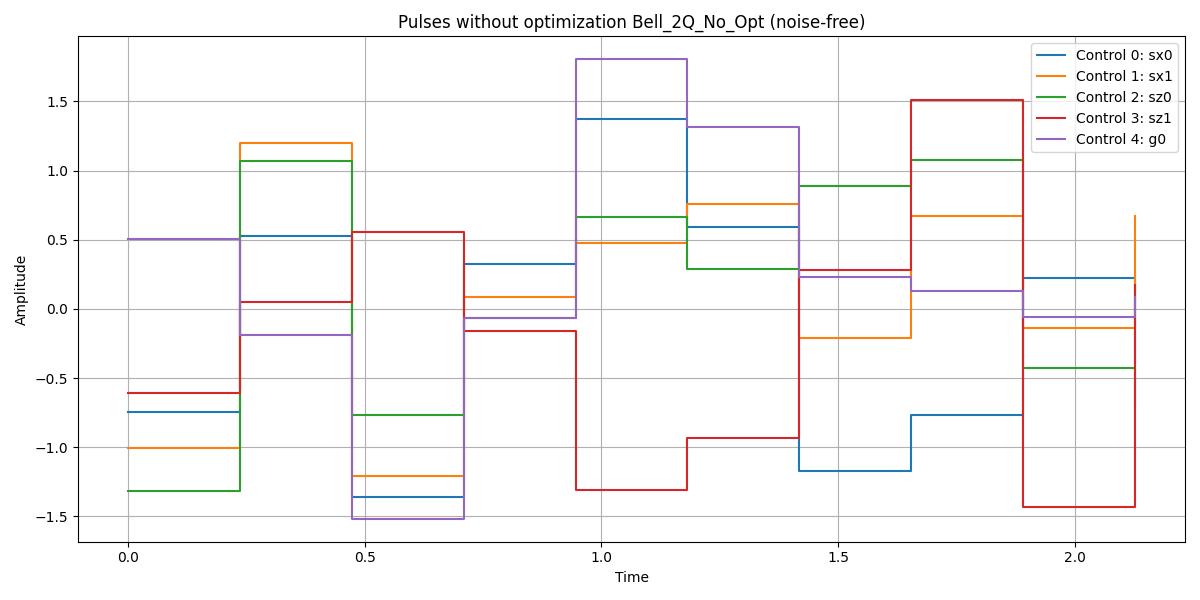 Pulses without optimization Bell_2Q_No_Opt (noise-free)
Control 0: sx0
Control 1: sx1
Control 2: sz0
Control 3: sz1
Control 4: g0
Amplitude
1.5
1.0
0.5
0.0
−0.5
−1.0
−1.5
0.0 0.5 1.0 1.5 2.0
Time